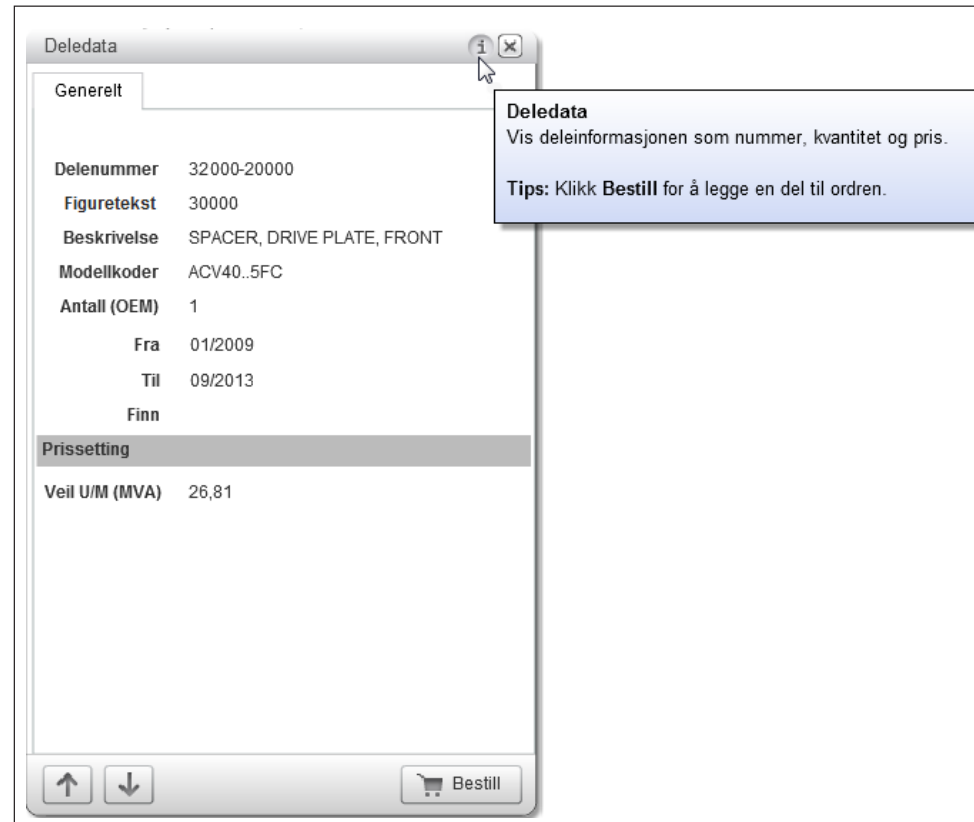 Deledata
Generelt
Deledata
Vis deleinformasjonen som nummer, kvantitet og pris.
Tips: Klikk Bestill for å legge en del til ordren.
Delenummer 32000-20000
Figuretekst 30000
Beskrivelse SPACER, DRIVE PLATE, FRONT
Modellkoder ACV40..5FC
Antall (OEM) 1
Fra 01/2009
Til 09/2013
Finn
Prissetting
Veil U/M (MVA) 26,81
Bestill